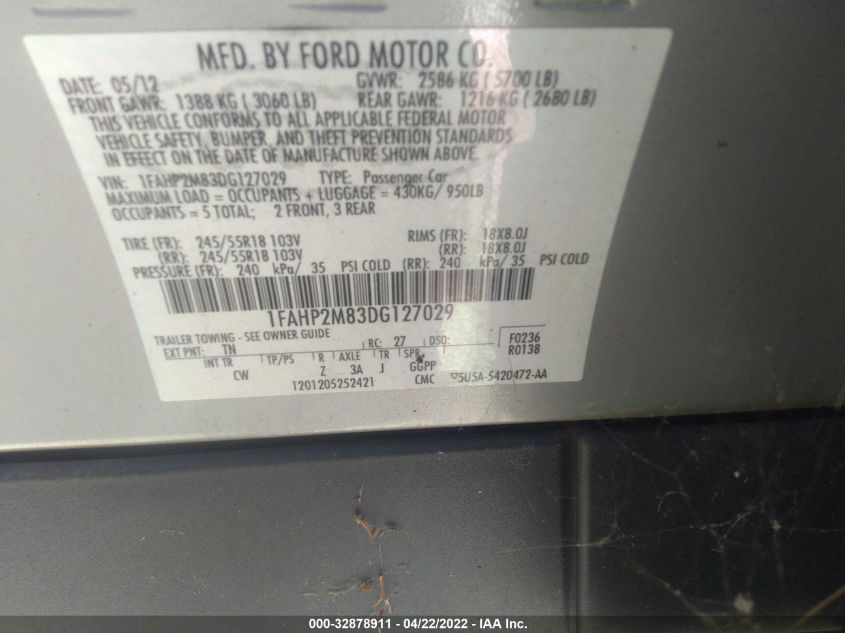 MFD. BY FORD MOTOR CO.
DATE: 05/12 GVWR: 2586 KG ( 5700 LB)
FRONT GAWR: 1388 KG ( 3060 LB) REAR GAWR: 1216 KG ( 2680 LB)
THIS VEHICLE CONFORMS TO ALL APPLICABLE FEDERAL MOTOR
VEHICLE SAFETY, BUMPER, AND THEFT PREVENTION STANDARDS
IN EFFECT ON THE DATE OF MANUFACTURE SHOWN ABOVE.
VIN: 1FAHP2M83DG127029 TYPE: Passenger Car
MAXIMUM LOAD = OCCUPANTS + LUGGAGE = 430KG/ 950LB
OCCUPANTS = 5 TOTAL; 2 FRONT, 3 REAR
TIRE (FR): 245/55R18 103V RIMS (FR): 18X8.0J
(RR): 245/55R18 103V (RR): 18X8.0J
PRESSURE (FR): 240 kPa/ 35 PSI COLD (RR): 240 kPa/ 35 PSI COLD
1FAHP2M83DG127029
TRAILER TOWING - SEE OWNER GUIDE
EXT PNT: TN RC: 27 DSO: F0236
R0138
INT TR TP/PS R AXLE TR SPR
CW Z 3A J GGPP
1201205252421 CMC ▽5U5A-5420472-AA
000-32878911 - 04/22/2022 - IAA Inc.